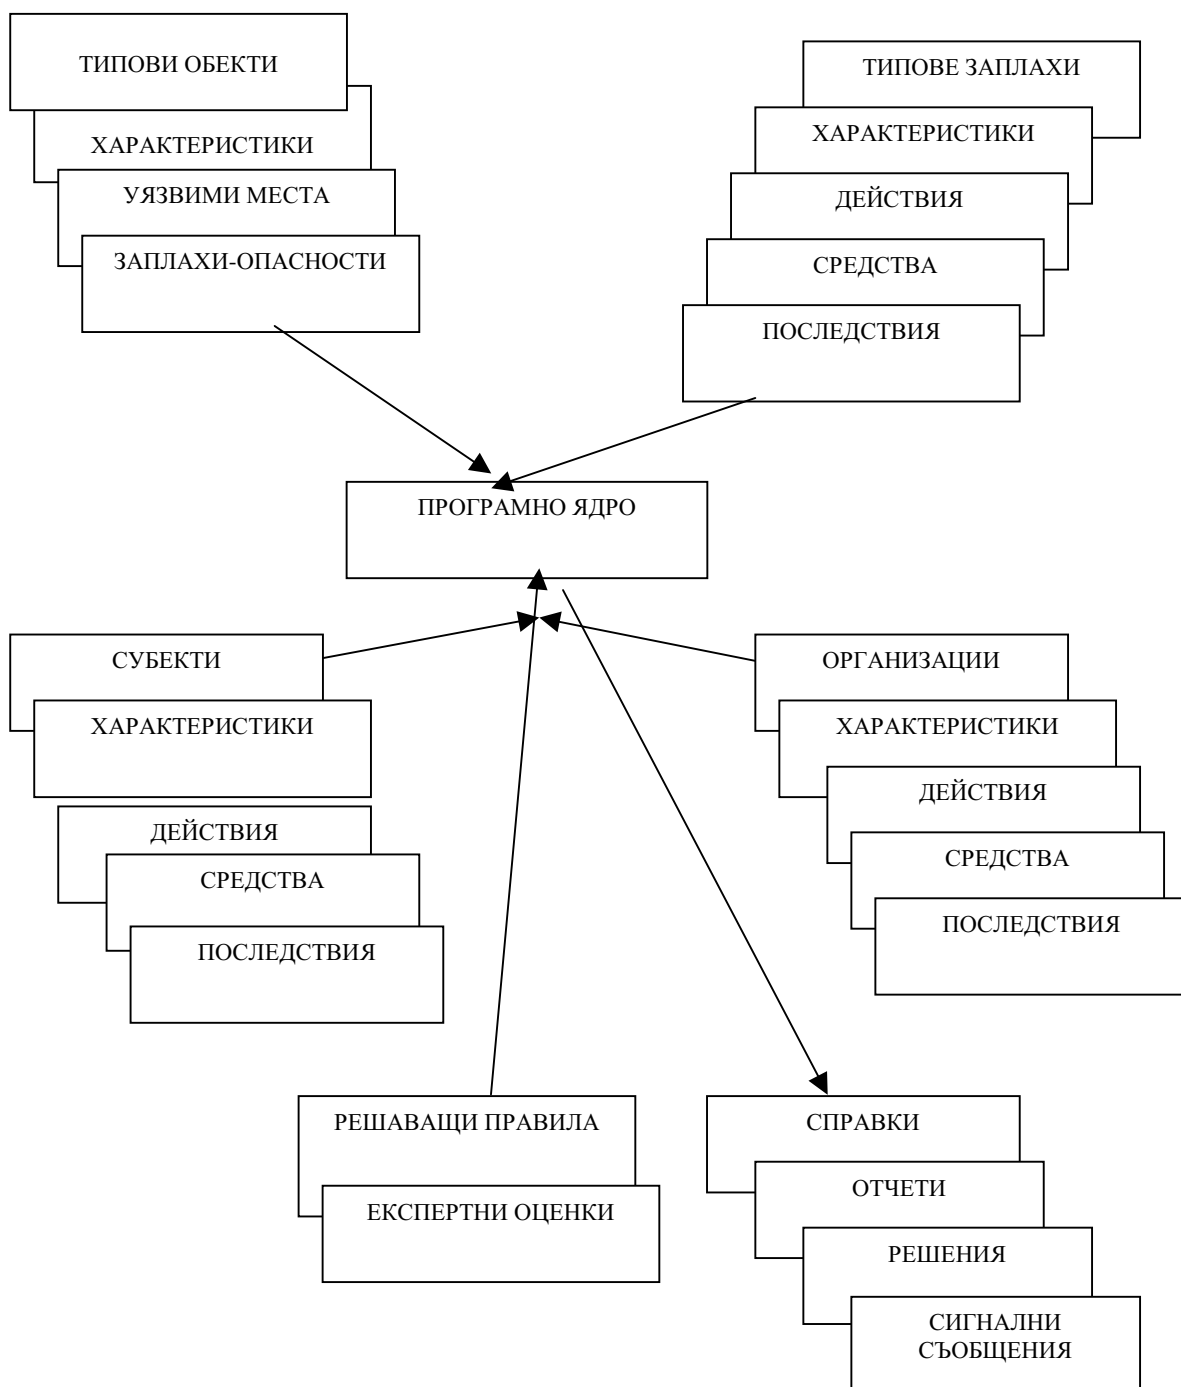 ТИПОВИ ОБЕКТИ
ХАРАКТЕРИСТИКИ
УЯЗВИМИ МЕСТА
ЗАПЛАХИ-ОПАСНОСТИ
ТИПОВЕ ЗАПЛАХИ
ХАРАКТЕРИСТИКИ
ДЕЙСТВИЯ
СРЕДСТВА
ПОСЛЕДСТВИЯ
ПРОГРАМНО ЯДРО
СУБЕКТИ
ХАРАКТЕРИСТИКИ
ДЕЙСТВИЯ
СРЕДСТВА
ПОСЛЕДСТВИЯ
ОРГАНИЗАЦИИ
ХАРАКТЕРИСТИКИ
ДЕЙСТВИЯ
СРЕДСТВА
ПОСЛЕДСТВИЯ
РЕШАВАЩИ ПРАВИЛА
ЕКСПЕРТНИ ОЦЕНКИ
СПРАВКИ
ОТЧЕТИ
РЕШЕНИЯ
СИГНАЛНИ
СЪОБЩЕНИЯ